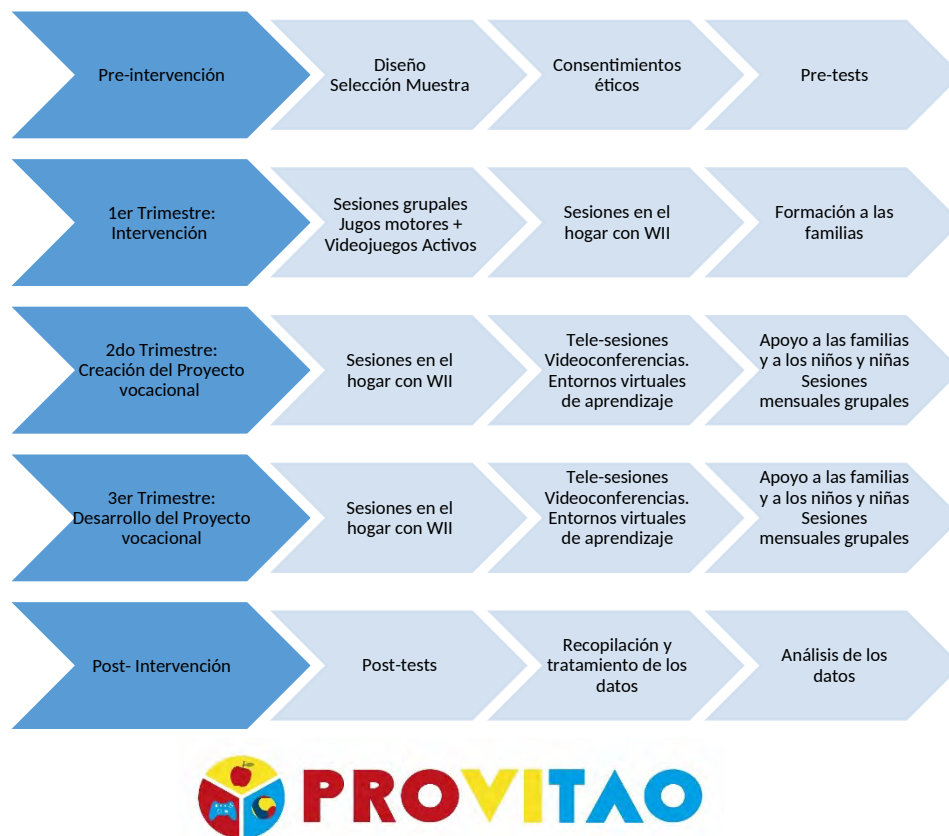 Pre-intervención
Diseño
Selección Muestra
Consentimientos
éticos
Pre-tests
1er Trimestre:
Intervención
Sesiones grupales
Jugos motores +
Videojuegos Activos
Sesiones en el
hogar con WII
Formación a las
familias
2do Trimestre:
Creación del Proyecto
vocacional
Sesiones en el
hogar con WII
Tele-sesiones
Videoconferencias.
Entornos virtuales
de aprendizaje
Apoyo a las familias
y a los niños y niñas
Sesiones
mensuales grupales
3er Trimestre:
Desarrollo del Proyecto
vocacional
Sesiones en el
hogar con WII
Tele-sesiones
Videoconferencias.
Entornos virtuales
de aprendizaje
Apoyo a las familias
y a los niños y niñas
Sesiones
mensuales grupales
Post- Intervención
Post-tests
Recopilación y
tratamiento de los
datos
Análisis de los
datos
PROVITAO